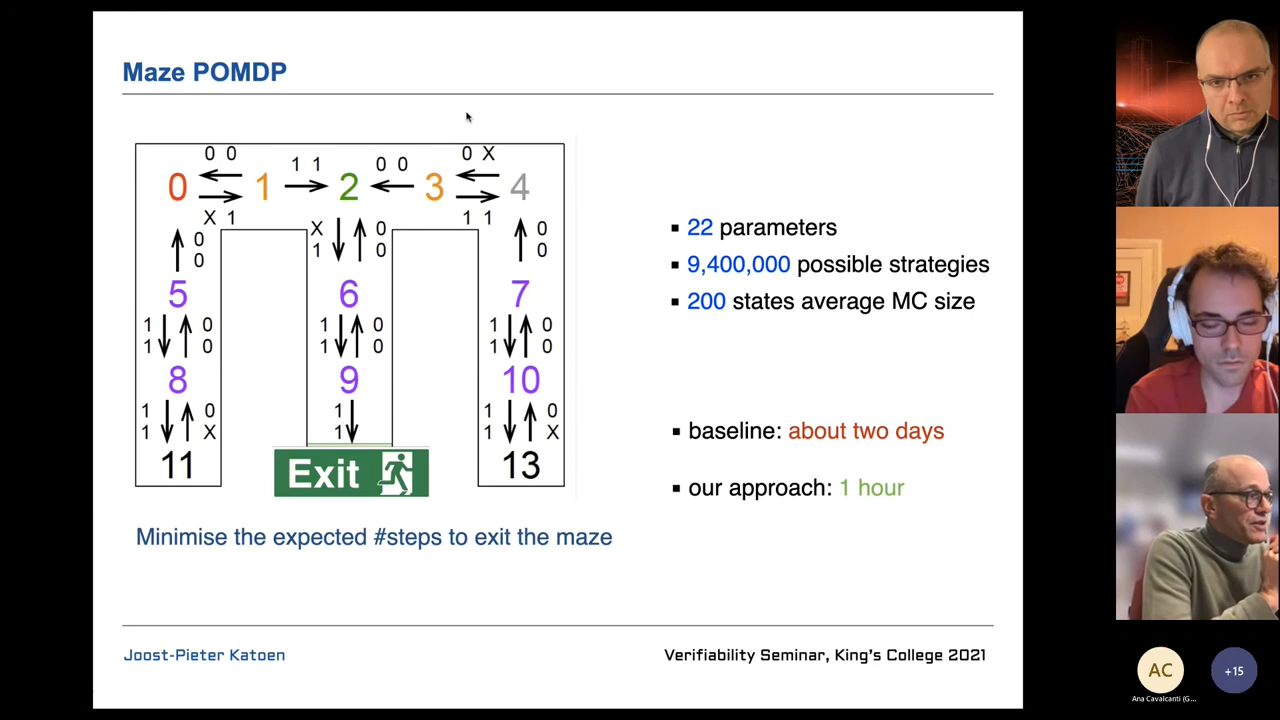 Maze POMDP
0 0 1 1 0 0 0 X
0 1 2 3 4
X 1 1 1
X 0
1 0
0
0
0
0
5 6 7
1 0 1 0 1 0
1 0 1 0 1 0
8 9 10
1 0 1 1 0
1 X 1 1 X
11 Exit 13
Minimise the expected #steps to exit the maze
22 parameters
9,400,000 possible strategies
200 states average MC size
baseline: about two days
our approach: 1 hour
Joost-Pieter Katoen
Verifiability Seminar, King's College 2021
AC
Ana Cavalcanti (G...
+15